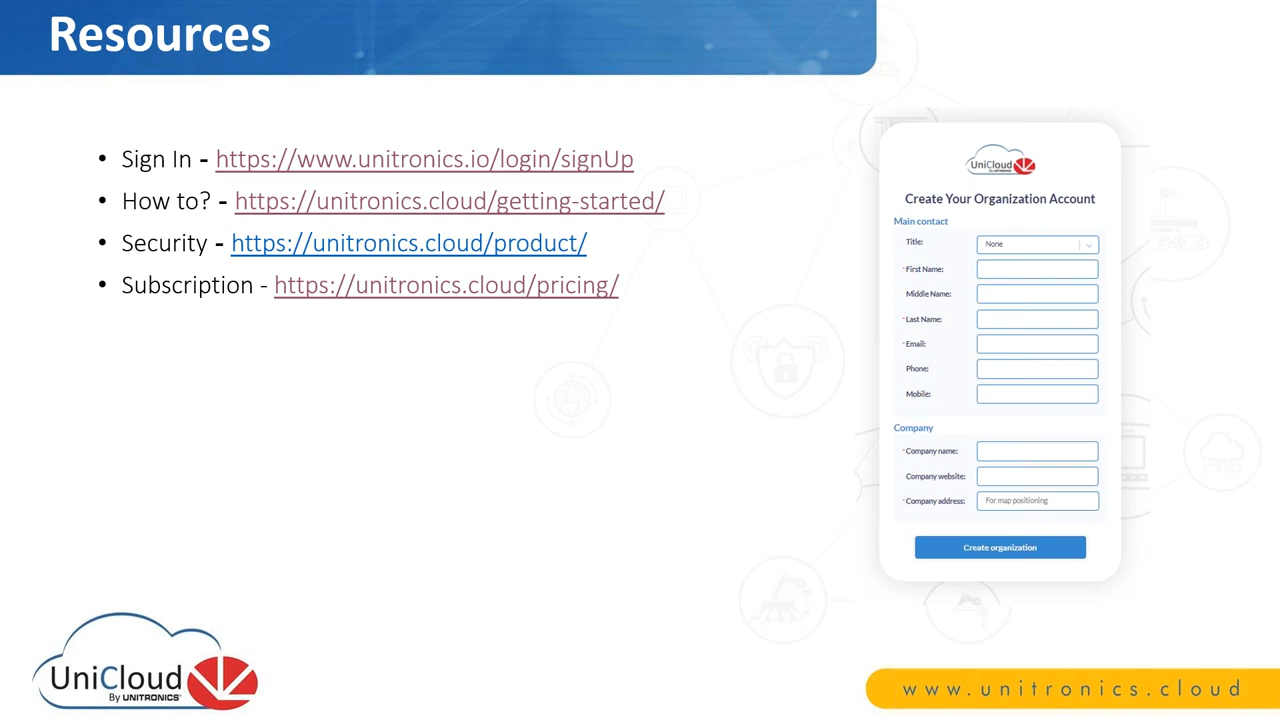 Resources
• Sign In - https://www.unitronics.io/login/signUp
• How to? - https://unitronics.cloud/getting-started/
• Security - https://unitronics.cloud/product/
• Subscription - https://unitronics.cloud/pricing/
UniCloud
BY UNITRONICS
Create Your Organization Account
Main contact
Title: None
* First Name:
Middle Name:
* Last Name:
* Email:
Phone:
Mobile:
Company
* Company name:
Company website:
* Company address: For map positioning
Create organization
UniCloud
By UNITRONICS
www.unitronics.cloud